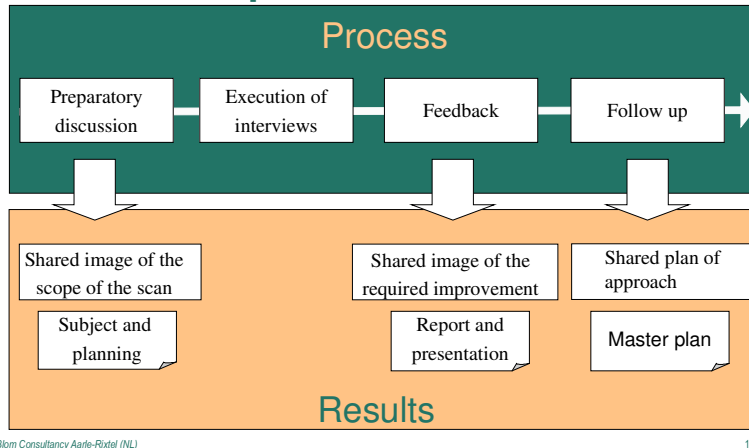 Process
Preparatory
discussion
Execution of
interviews
Feedback
Follow up
Shared image of the
scope of the scan
Subject and
planning
Shared image of the
required improvement
Report and
presentation
Shared plan of
approach
Master plan
Results
Blom Consultancy Aarle-Rixtel (NL)
1